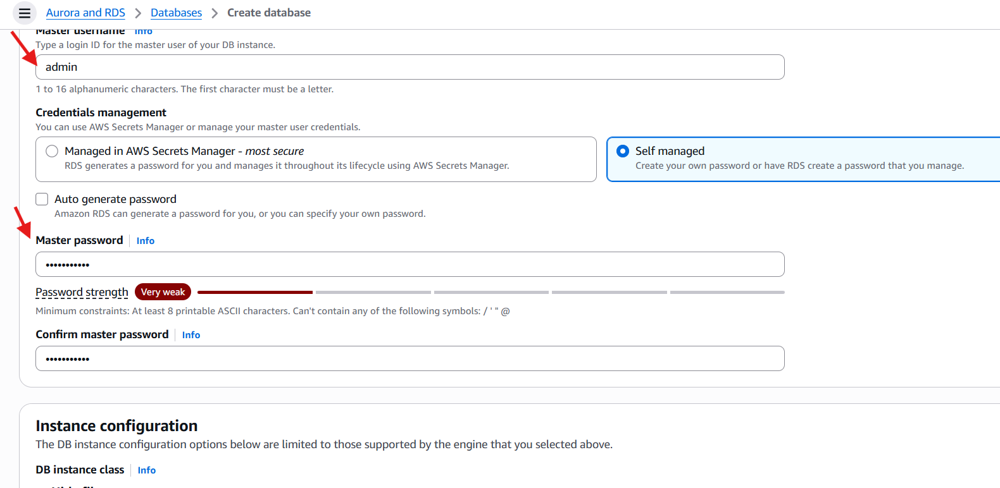 Aurora and RDS > Databases > Create database
Master username Info
Type a login ID for the master user of your DB instance.
admin
1 to 16 alphanumeric characters. The first character must be a letter.
Credentials management
You can use AWS Secrets Manager or manage your master user credentials.
Managed in AWS Secrets Manager - most secure
RDS generates a password for you and manages it throughout its lifecycle using AWS Secrets Manager.
Self managed
Create your own password or have RDS create a password that you manage.
Auto generate password
Amazon RDS can generate a password for you, or you can specify your own password.
Master password Info
•••••••••••
Password strength Very weak
Minimum constraints: At least 8 printable ASCII characters. Can't contain any of the following symbols: / ' " @
Confirm master password Info
•••••••••••
Instance configuration
The DB instance configuration options below are limited to those supported by the engine that you selected above.
DB instance class Info